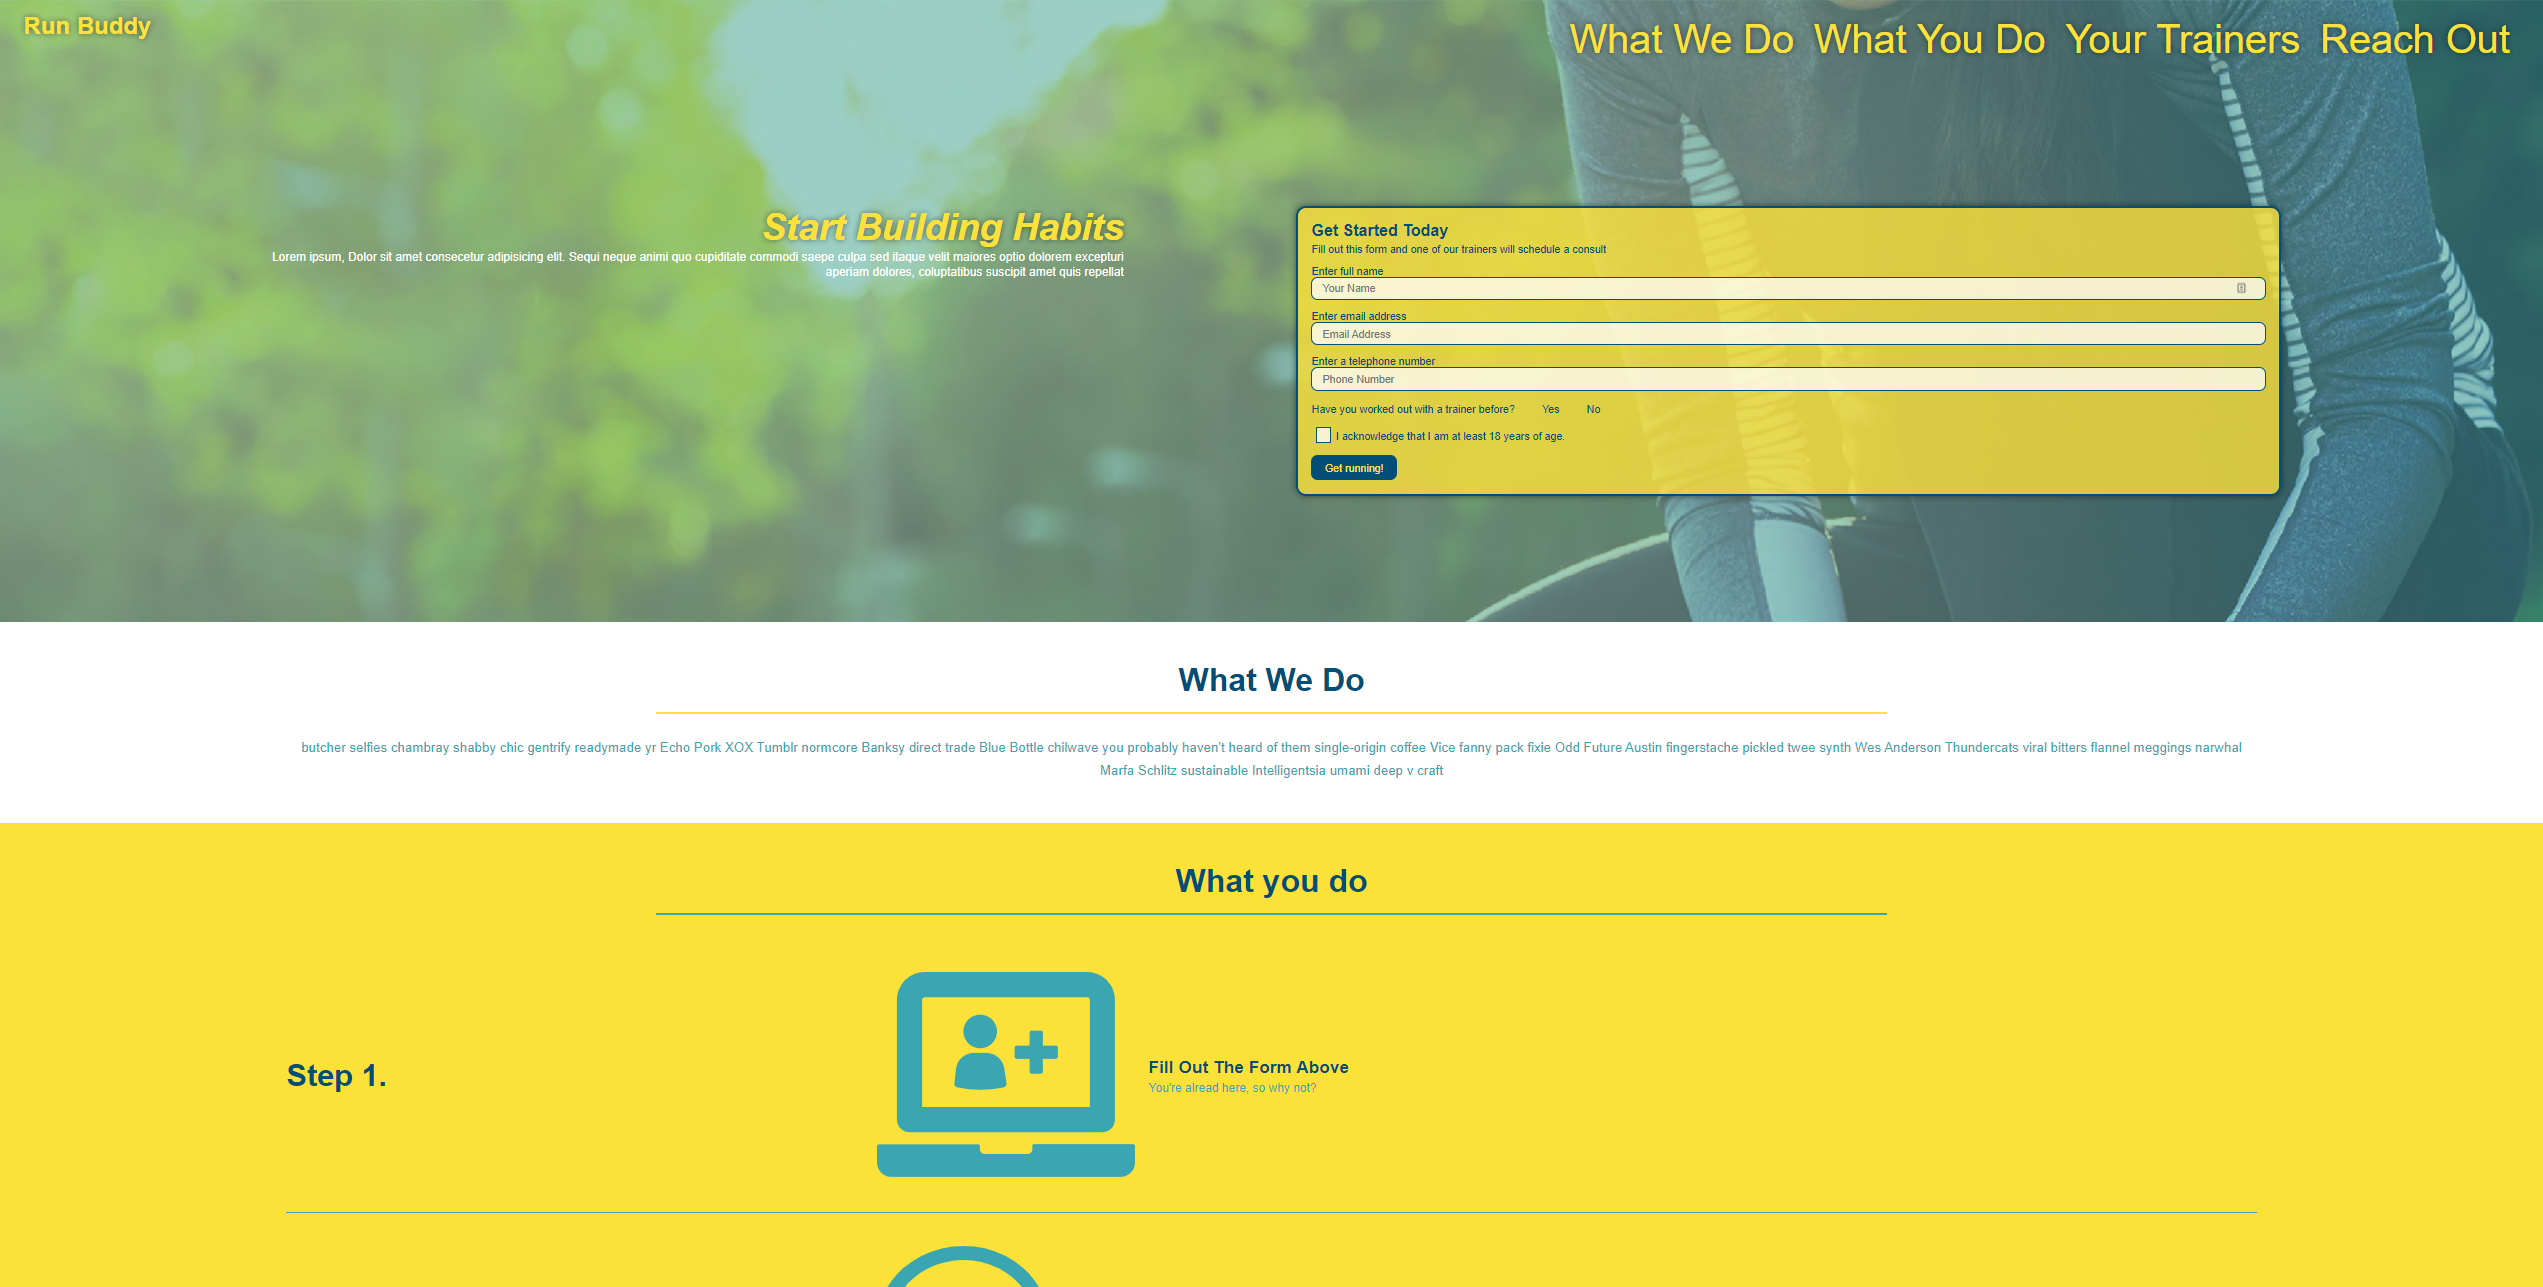 Run Buddy
What We Do What You Do Your Trainers Reach Out
Start Building Habits
Lorem ipsum, Dolor sit amet consecetur adipisicing elit. Sequi neque animi quo cupiditate commodi saepe culpa sed itaque velit maiores optio dolorem excepturi
aperiam dolores, coluptatibus suscipit amet quis repellat
Get Started Today
Fill out this form and one of our trainers will schedule a consult
Enter full name
Your Name
Enter email address
Email Address
Enter a telephone number
Phone Number
Have you worked out with a trainer before? Yes No
I acknowledge that I am at least 18 years of age.
Get running!
What We Do
butcher selfies chambray shabby chic gentrify readymade yr Echo Pork XOX Tumblr normcore Banksy direct trade Blue Bottle chilwave you probably haven't heard of them single-origin coffee Vice fanny pack fixie Odd Future Austin fingerstache pickled twee synth Wes Anderson Thundercats viral bitters flannel meggings narwhal
Marfa Schlitz sustainable Intelligentsia umami deep v craft
What you do
Step 1.
Fill Out The Form Above
You're alread here, so why not?